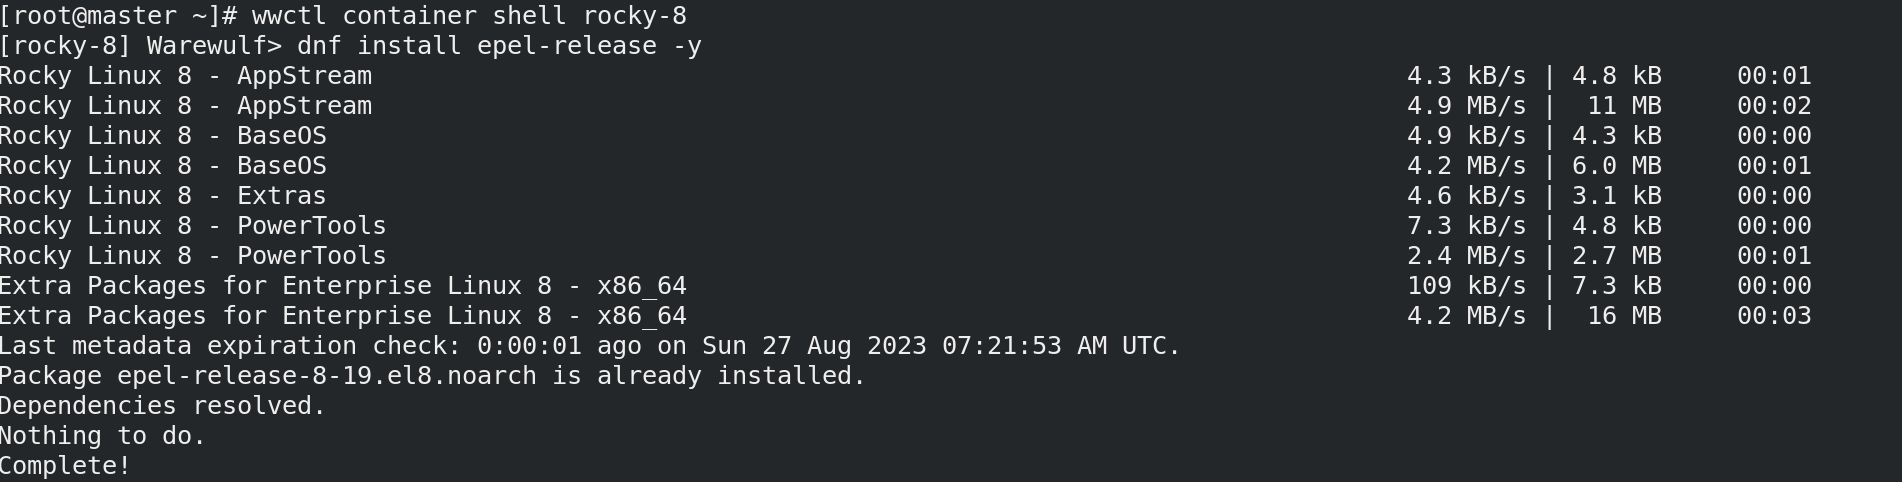 [root@master ~]# wwctl container shell rocky-8
[rocky-8] Warewulf> dnf install epel-release -y
Rocky Linux 8 - AppStream 4.3 kB/s | 4.8 kB 00:01
Rocky Linux 8 - AppStream 4.9 MB/s | 11 MB 00:02
Rocky Linux 8 - BaseOS 4.9 kB/s | 4.3 kB 00:00
Rocky Linux 8 - BaseOS 4.2 MB/s | 6.0 MB 00:01
Rocky Linux 8 - Extras 4.6 kB/s | 3.1 kB 00:00
Rocky Linux 8 - PowerTools 7.3 kB/s | 4.8 kB 00:00
Rocky Linux 8 - PowerTools 2.4 MB/s | 2.7 MB 00:01
Extra Packages for Enterprise Linux 8 - x86_64 109 kB/s | 7.3 kB 00:00
Extra Packages for Enterprise Linux 8 - x86_64 4.2 MB/s | 16 MB 00:03
Last metadata expiration check: 0:00:01 ago on Sun 27 Aug 2023 07:21:53 AM UTC.
Package epel-release-8-19.el8.noarch is already installed.
Dependencies resolved.
Nothing to do.
Complete!